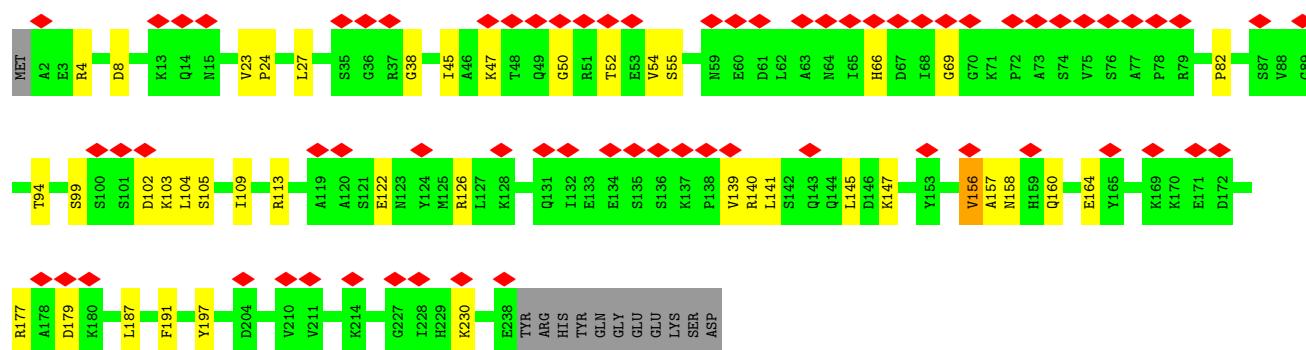 MET A2 E3 R4 D8 K13 Q14 N15 V23 P24 L27 S35 G36 R37 G38 I45 A46 K47 T48 Q49 G50 R51 T52 E53 V54 S55 N59 E60 D61 L62 A63 N64 I65 H66 D67 I68 G69 G70 K71 P72 A73 S74 V75 S76 A77 P78 R79 P82 S87 V88 G89
T94 S99 S100 S101 D102 K103 L104 S105 I109 R113 A119 A120 S121 E122 N123 Y124 M125 R126 L127 K128 Q131 I132 E133 E134 S135 S136 K137 P138 V139 R140 L141 S142 Q143 Q144 L145 D146 K147 Y153 V156 A157 N158 H159 Q160 E164 Y165 K169 K170 E171 D172
R177 A178 D179 K180 L187 F191 Y197 D204 V210 V211 K214 G227 I228 H229 K230 E238 TYR ARG HIS TYR GLN GLY GLU GLU LYS SER ASP